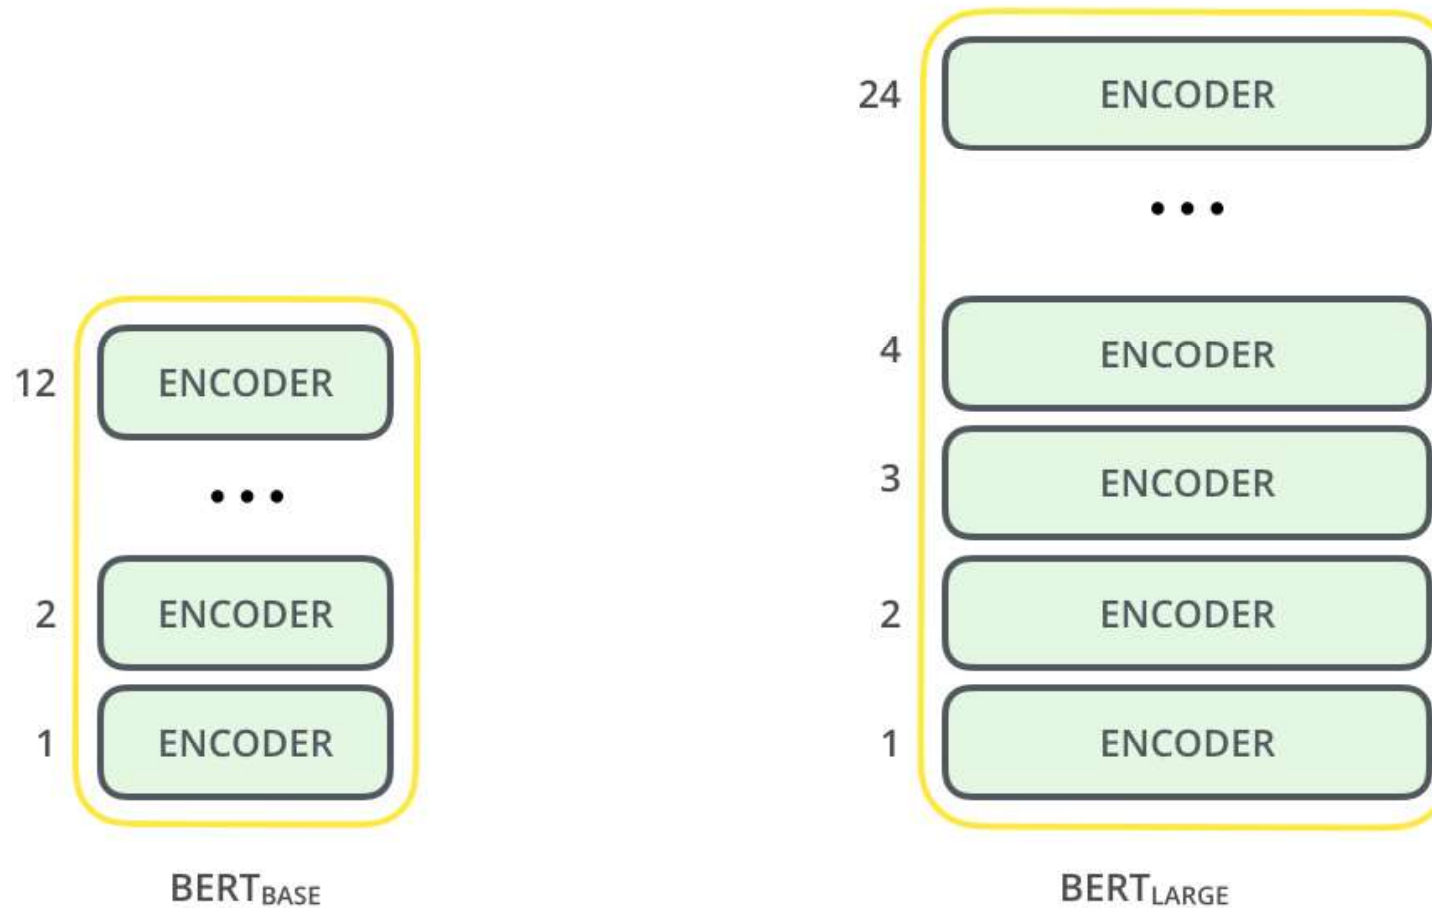 24 ENCODER
...
12 ENCODER
4 ENCODER
...
3 ENCODER
2 ENCODER
2 ENCODER
1 ENCODER
1 ENCODER
BERTBASE
BERTLARGE